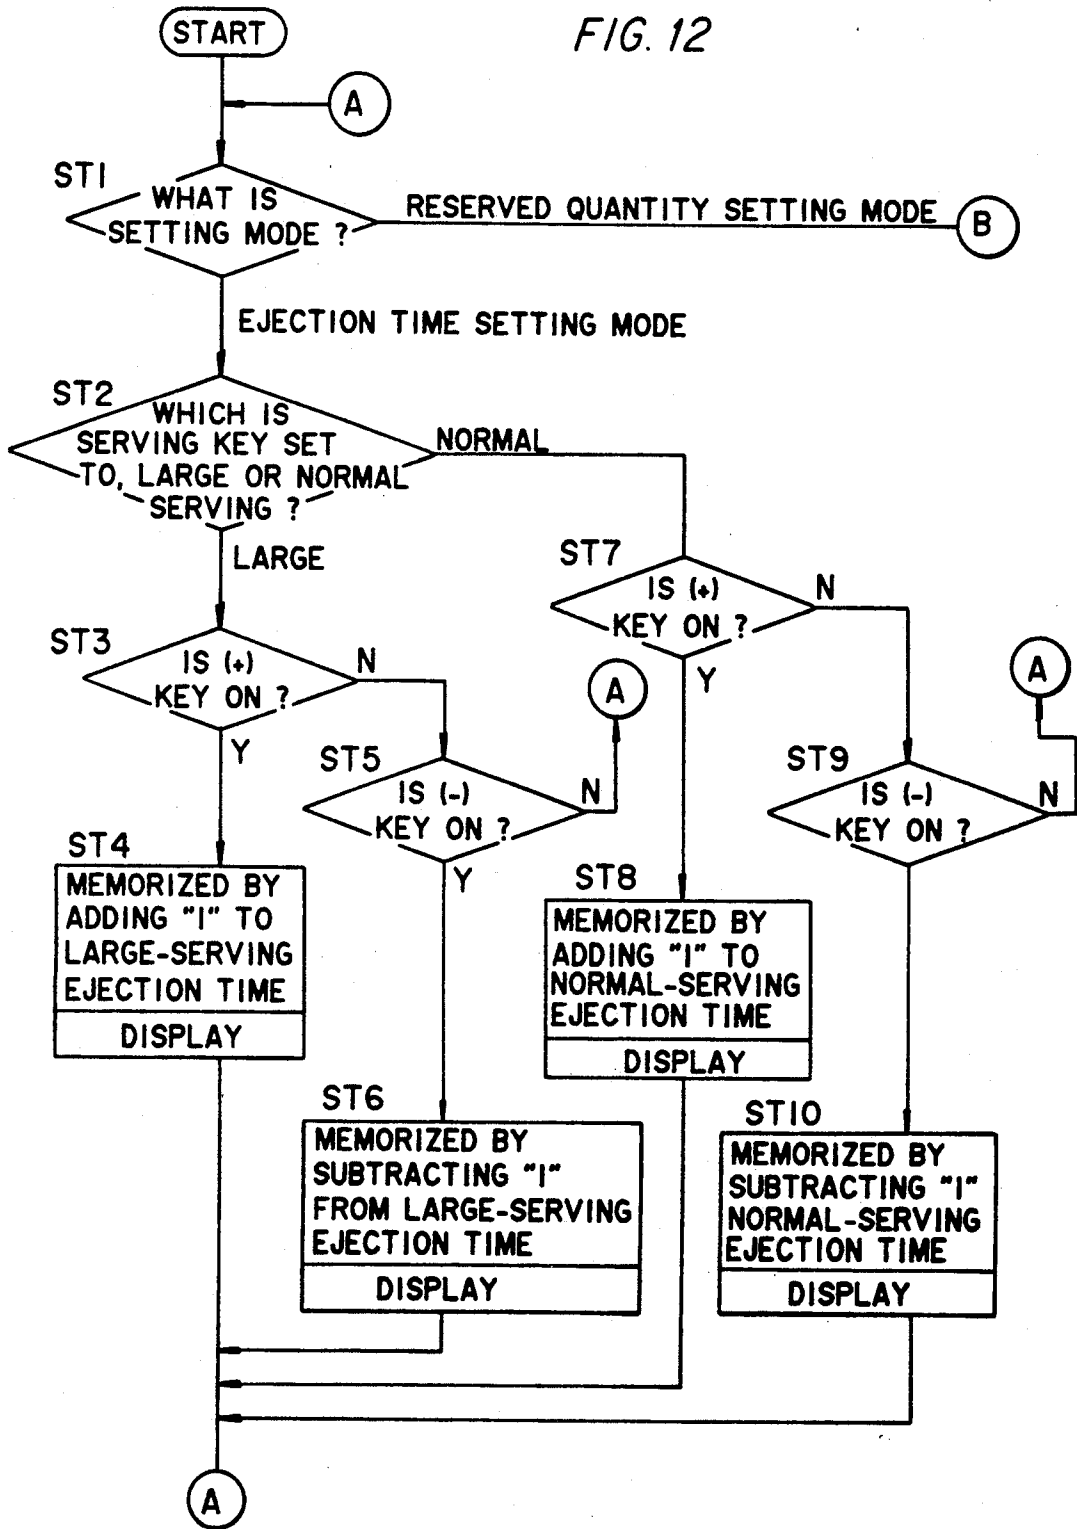 FIG. 12
START
A
ST1
WHAT IS
SETTING MODE ?
RESERVED QUANTITY SETTING MODE
B
EJECTION TIME SETTING MODE
ST2
WHICH IS
SERVING KEY SET
TO, LARGE OR NORMAL
SERVING ?
NORMAL
LARGE
ST3
IS (+)
KEY ON ?
N
Y
ST7
IS (+)
KEY ON ?
N
Y
A
A
ST5
IS (-)
KEY ON ?
N
Y
ST9
IS (-)
KEY ON ?
N
ST4
MEMORIZED BY
ADDING "1" TO
LARGE-SERVING
EJECTION TIME
DISPLAY
ST8
MEMORIZED BY
ADDING "1" TO
NORMAL-SERVING
EJECTION TIME
DISPLAY
ST6
MEMORIZED BY
SUBTRACTING "1"
FROM LARGE-SERVING
EJECTION TIME
DISPLAY
ST10
MEMORIZED BY
SUBTRACTING "1"
NORMAL-SERVING
EJECTION TIME
DISPLAY
A